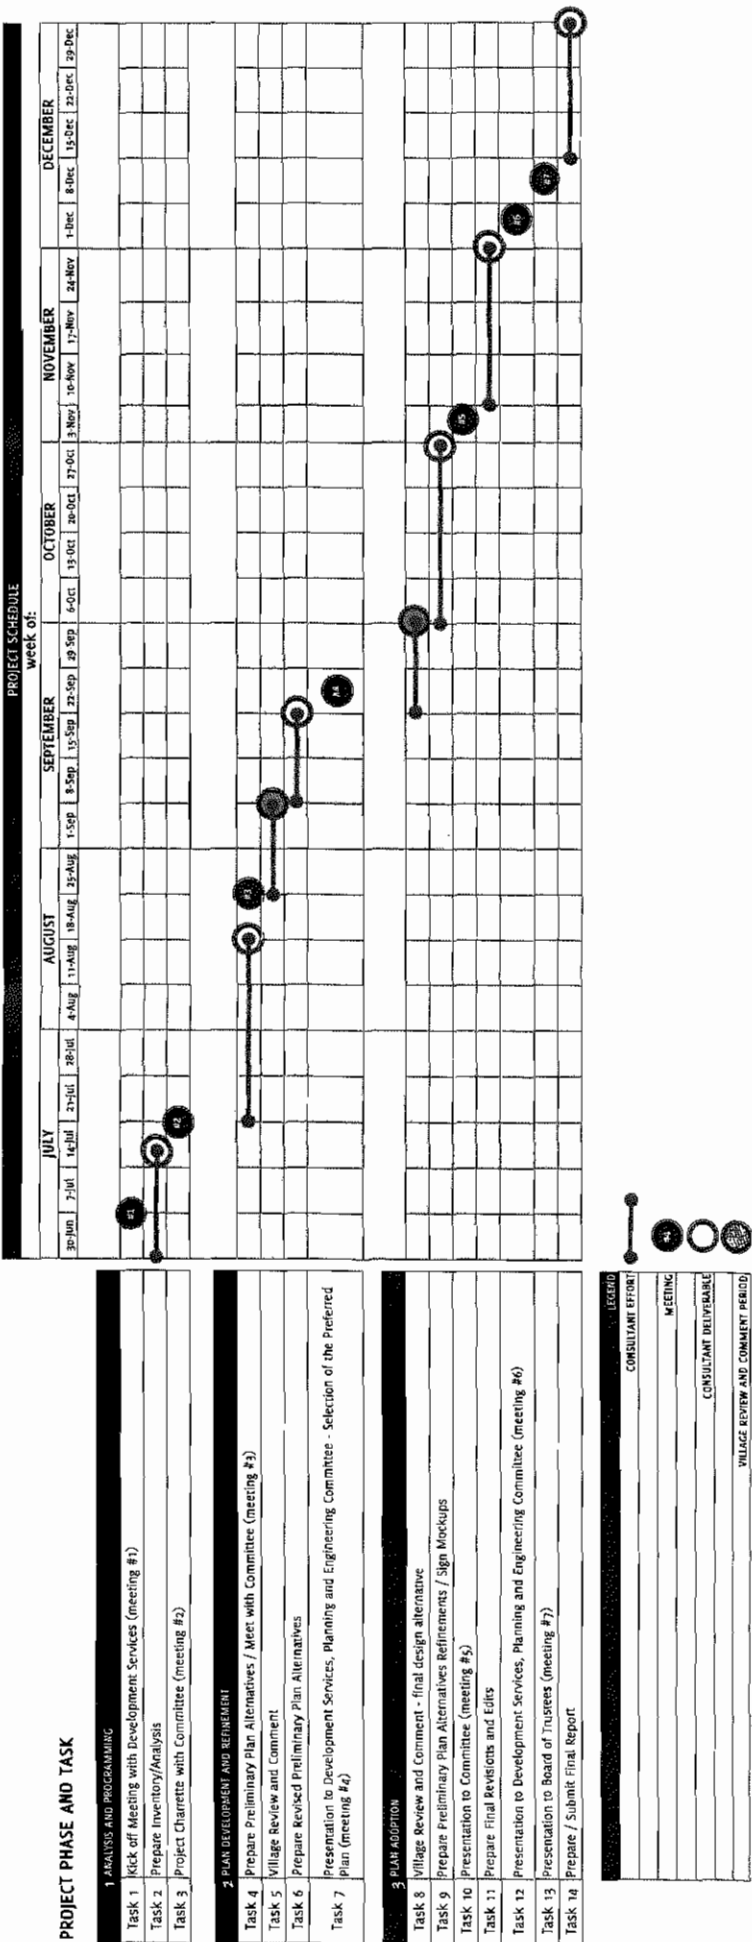 PROJECT SCHEDULE
week of:
JULY AUGUST SEPTEMBER OCTOBER NOVEMBER DECEMBER
30-Jun 7-Jul 14-Jul 21-Jul 28-Jul 4-Aug 11-Aug 18-Aug 25-Aug 1-Sep 8-Sep 15-Sep 22-Sep 29 Sep 6-Oct 13-Oct 20-Oct 27-Oct 3-Nov 10-Nov 17-Nov 24-Nov 1-Dec 8-Dec 15-Dec 22-Dec 29-Dec
PROJECT PHASE AND TASK
1 ANALYSIS AND PROGRAMMING
Task 1 Kick off Meeting with Development Services (meeting #1) #1
Task 2 Prepare Inventory/Analysis
Task 3 Project Charrette with Committee (meeting #2) #2
2 PLAN DEVELOPMENT AND REFINEMENT
Task 4 Prepare Preliminary Plan Alternatives / Meet with Committee (meeting #3) #3
Task 5 Village Review and Comment
Task 6 Prepare Revised Preliminary Plan Alternatives
Task 7 Presentation to Development Services, Planning and Engineering Committee - Selection of the Preferred
Plan (meeting #4) #4
3 PLAN ADOPTION
Task 8 Village Review and Comment - final design alternative
Task 9 Prepare Preliminary Plan Alternatives Refinements / Sign Mockups
Task 10 Presentation to Committee (meeting #5) #5
Task 11 Prepare Final Revisions and Edits
Task 12 Presentation to Development Services, Planning and Engineering Committee (meeting #6) #6
Task 13 Presentation to Board of Trustees (meeting #7) #7
Task 14 Prepare / Submit Final Report
LEGEND
CONSULTANT EFFORT
MEETING
CONSULTANT DELIVERABLE
VILLAGE REVIEW AND COMMENT PERIOD